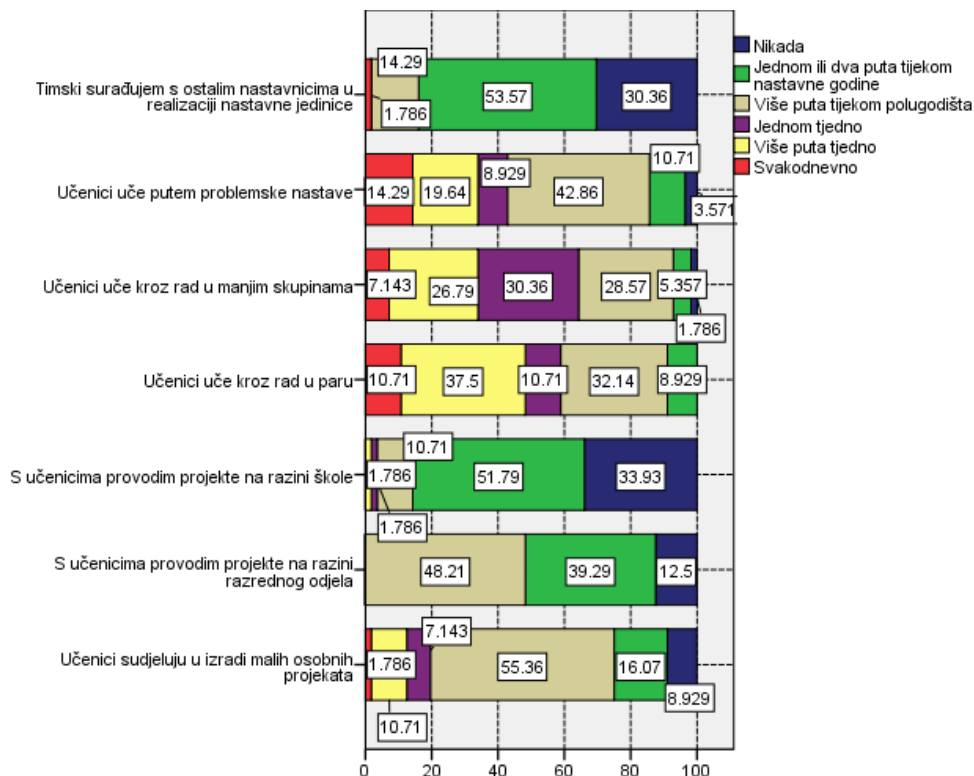 Nikada
Jednom ili dva puta tijekom
nastavne godine
Više puta tijekom polugodišta
Jednom tjedno
Više puta tjedno
Svakodnevno
Timski surađujem s ostalim nastavnicima u
realizaciji nastavne jedinice
14.29
1.786
53.57
30.36
Učenici uče putem problemske nastave
14.29
19.64
8.929
42.86
10.71
3.571
Učenici uče kroz rad u manjim skupinama
7.143
26.79
30.36
28.57
5.357
1.786
Učenici uče kroz rad u paru
10.71
37.5
10.71
32.14
8.929
S učenicima provodim projekte na razini škole
1.786
1.786
10.71
51.79
33.93
S učenicima provodim projekte na razini
razrednog odjela
48.21
39.29
12.5
Učenici sudjeluju u izradi malih osobnih
projekata
1.786
10.71
7.143
55.36
16.07
8.929
0 20 40 60 80 100